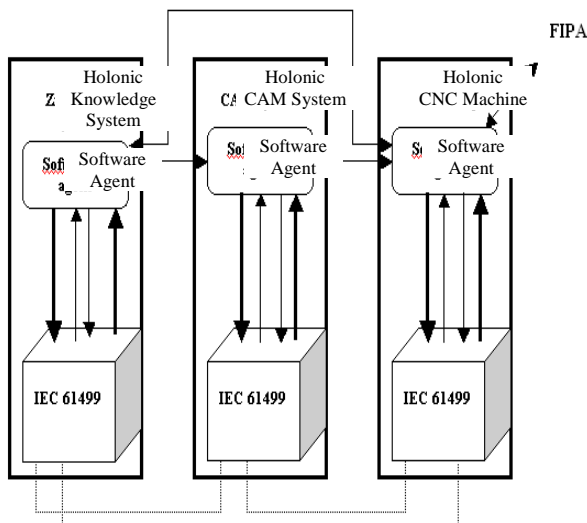 FIPA
Holonic
Knowledge
System
Holonic
CAM System
Holonic
CNC Machine
Software
Agent
Software
Agent
Software
Agent
IEC 61499
IEC 61499
IEC 61499